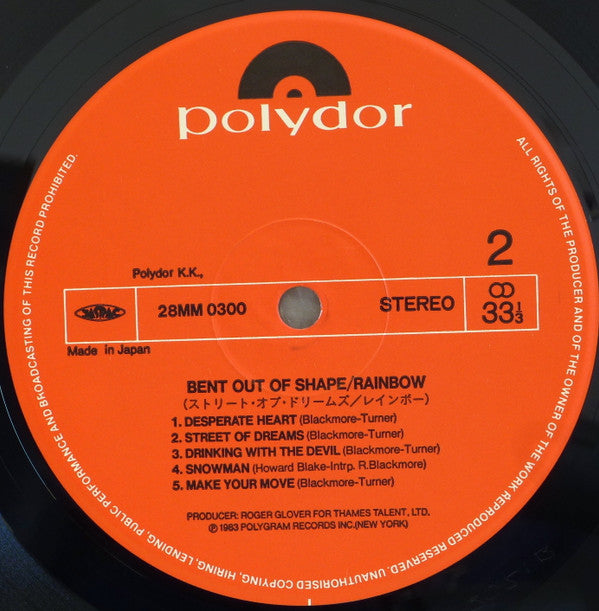 polydor
ALL RIGHTS OF THE PRODUCER AND OF THE OWNER OF THE WORK REPRODUCED RESERVED. UNAUTHORISED COPYING, HIRING, LENDING, PUBLIC PERFORMANCE AND BROADCASTING OF THIS RECORD PROHIBITED.
2
Polydor K.K.,
28MM 0300
STEREO
33⅓
Made in Japan
BENT OUT OF SHAPE/RAINBOW
(ストリート・オブ・ドリームズ/レインボー)
1. DESPERATE HEART (Blackmore-Turner)
2. STREET OF DREAMS (Blackmore-Turner)
3. DRINKING WITH THE DEVIL (Blackmore-Turner)
4. SNOWMAN (Howard Blake-Intrp. R.Blackmore)
5. MAKE YOUR MOVE (Blackmore-Turner)
PRODUCER: ROGER GLOVER FOR THAMES TALENT, LTD.
℗ 1983 POLYGRAM RECORDS INC.(NEW YORK)